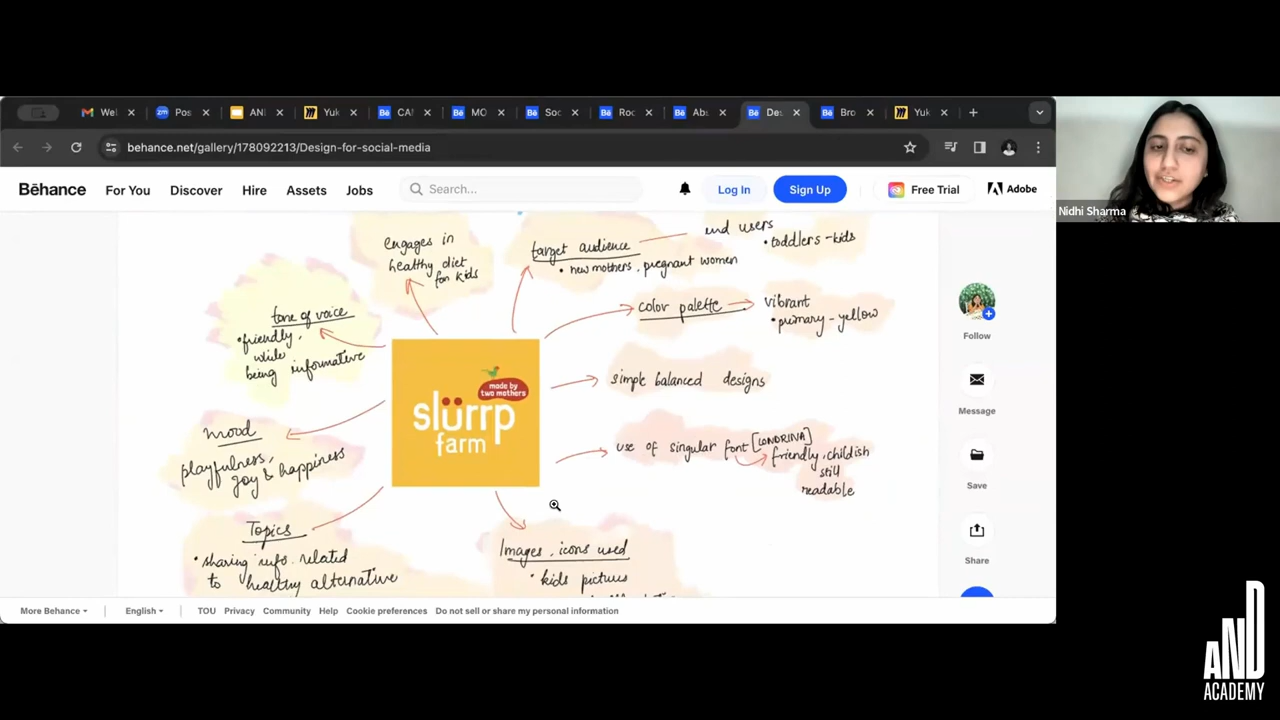 Wel
Pos
ANI
Yuk
CA
MO
Soc
Roc
Abs
Des
Bro
Yuk
behance.net/gallery/178092213/Design-for-social-media
Bēhance
For You
Discover
Hire
Assets
Jobs
Search...
Log In
Sign Up
Free Trial
Adobe
Nidhi Sharma
engages in
healthy diet
for kids
target audience
• new mothers, pregnant women
end users
• toddlers - kids
tone of voice
• friendly,
while
being informative
color palette
vibrant
• primary - yellow
made by
two mothers
slürrp
farm
simple balanced designs
mood
playfulness,
joy & happiness
use of singular font [LONDRINA]
friendly, childish
still
readable
Topics
• sharing info. related
to healthy alternative
Images, icons used
• kids pictures
Follow
Message
Save
Share
More Behance
English
TOU
Privacy
Community
Help
Cookie preferences
Do not sell or share my personal information
AND
ACADEMY